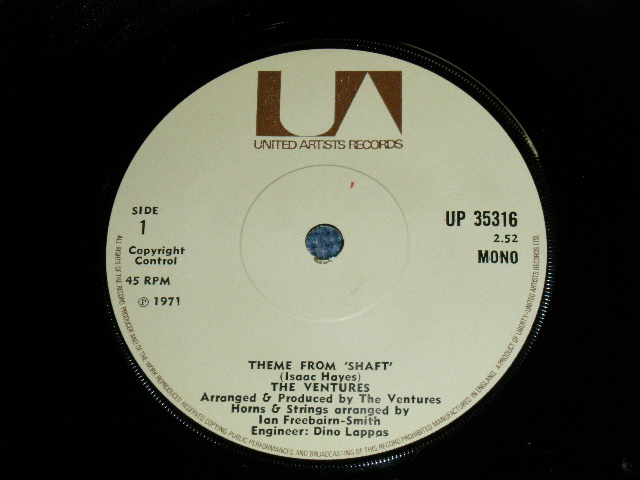 UA
UNITED ARTISTS RECORDS
SIDE
1
Copyright
Control
45 RPM
℗ 1971
UP 35316
2.52
MONO
THEME FROM 'SHAFT'
(Isaac Hayes)
THE VENTURES
Arranged & Produced by The Ventures
Horns & Strings arranged by
Ian Freebairn-Smith
Engineer: Dino Lappas
ALL RIGHTS OF THE RECORD PRODUCER AND OF THE WORK REPRODUCED RESERVED COPYING, PUBLIC PERFORMANCES AND BROADCASTING OF THIS RECORD PROHIBITED MANUFACTURED IN ENGLAND. A PRODUCT OF LIBERTY-UNITED ARTISTS RECORDS LTD.